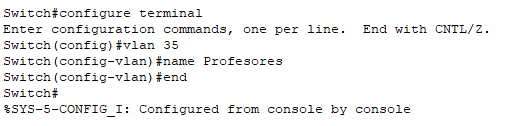 Switch#configure terminal
Enter configuration commands, one per line.  End with CNTL/Z.
Switch(config)#vlan 35
Switch(config-vlan)#name Profesores
Switch(config-vlan)#end
Switch#
%SYS-5-CONFIG_I: Configured from console by console